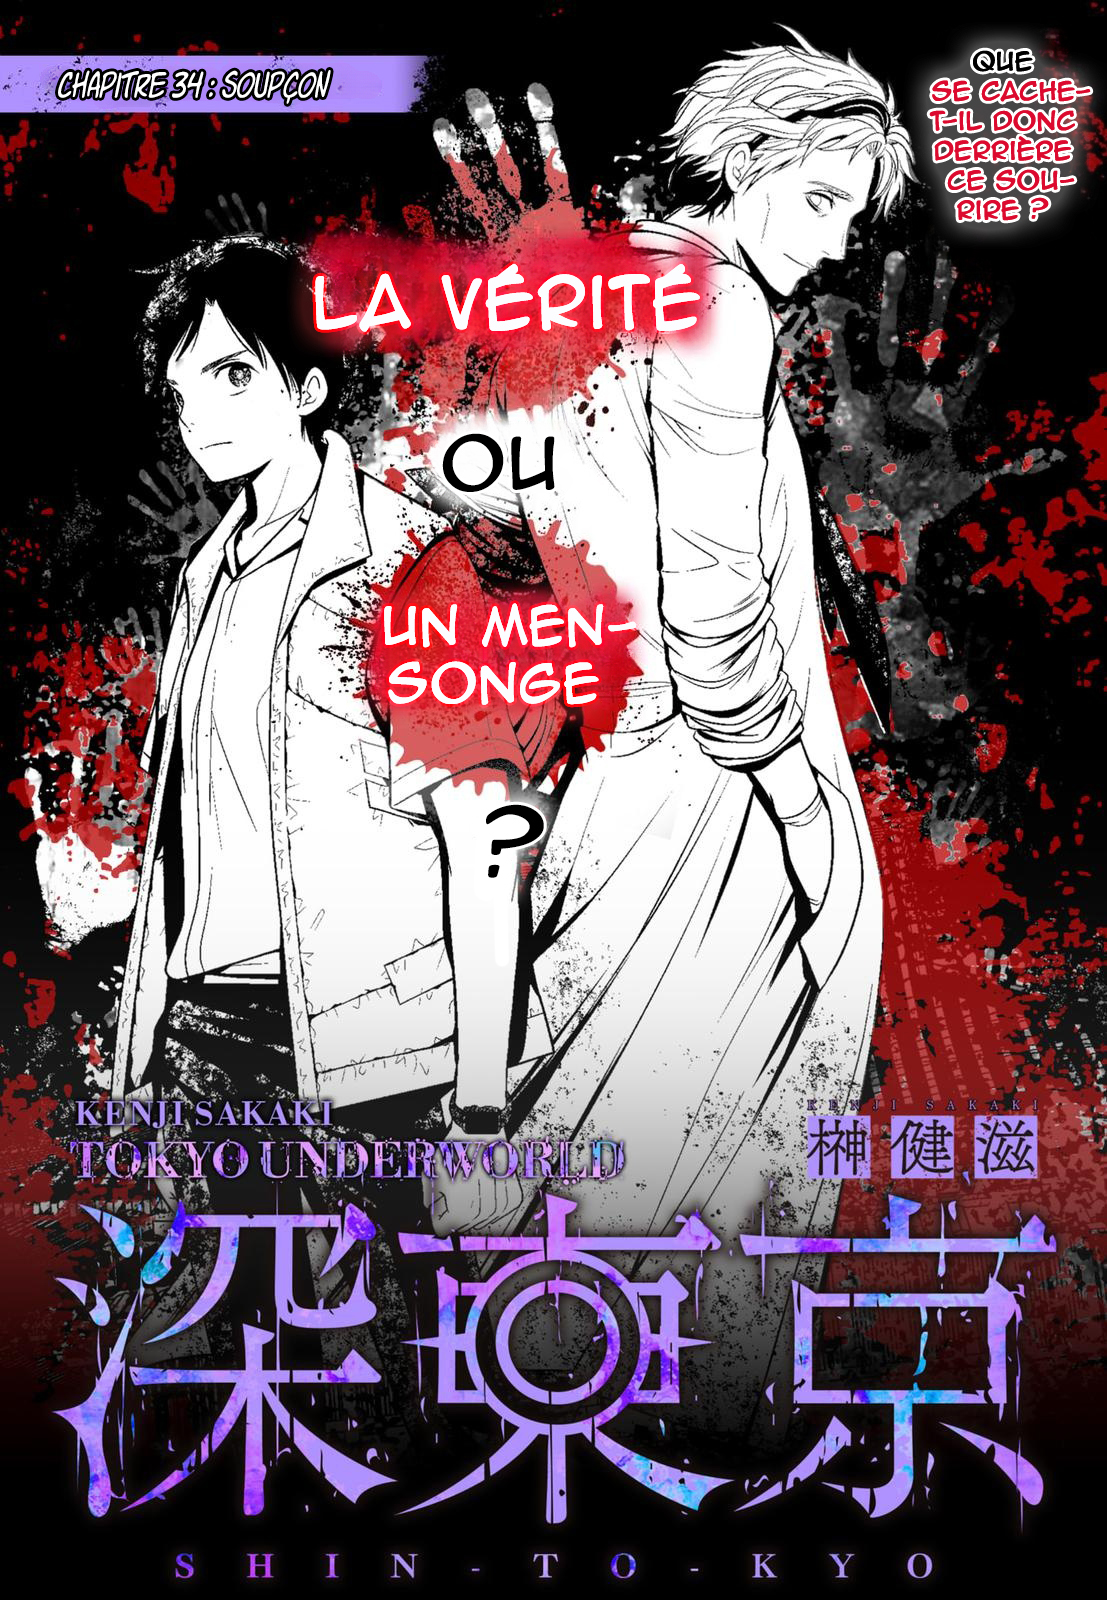 CHAPITRE 34 : SOUPÇON
QUE
SE CACHE-
T-IL DONC
DERRIÈRE
CE SOU-
RIRE ?
LA VÉRITÉ
OU
UN MEN-
SONGE
?
KENJI SAKAKI
TOKYO UNDERWORLD
KENJI SAKAKI
榊健滋
深東京
SHIN-TO-KYO